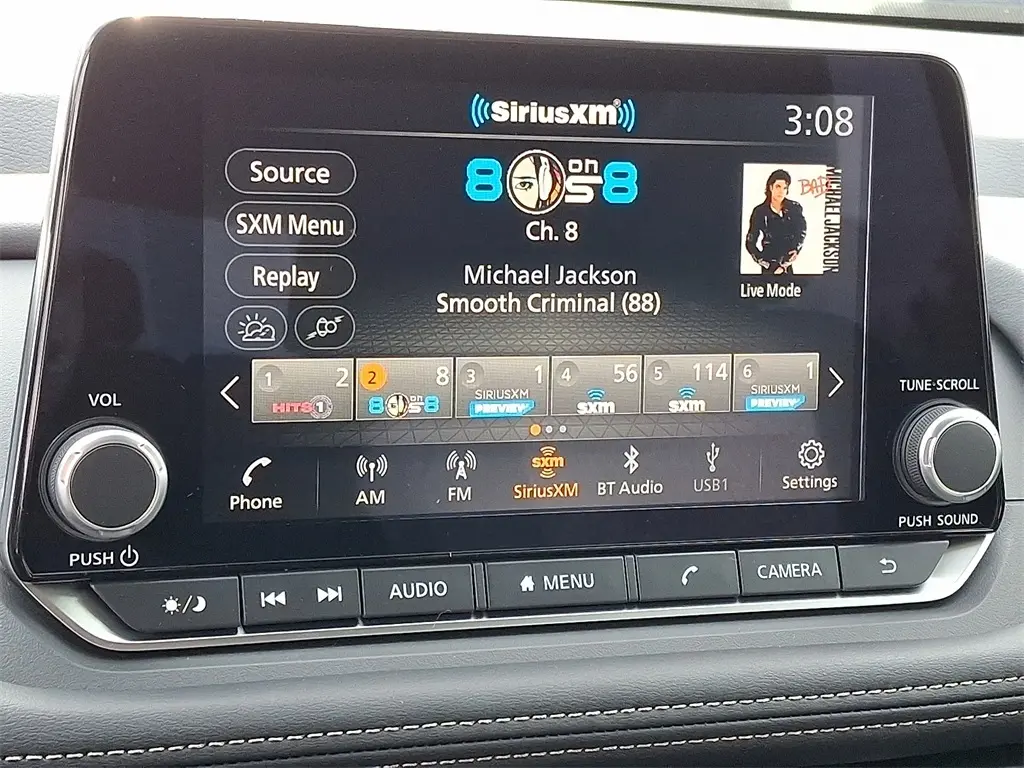 SiriusXM®
3:08
Source
8 on 8
80s
SXM Menu
Ch. 8
BAD
MICHAEL JACKSON
Replay
Michael Jackson
Live Mode
Smooth Criminal (88)
1 2
HITS 1
2 8
80s on 8
3 1
SIRIUSXM
PREVIEW
4 56
sxm
5 114
sxm
6 1
SIRIUSXM
PREVIEW
VOL
TUNE·SCROLL
Phone
AM
FM
sxm
SiriusXM
BT Audio
USB1
Settings
PUSH
PUSH SOUND
AUDIO
MENU
CAMERA